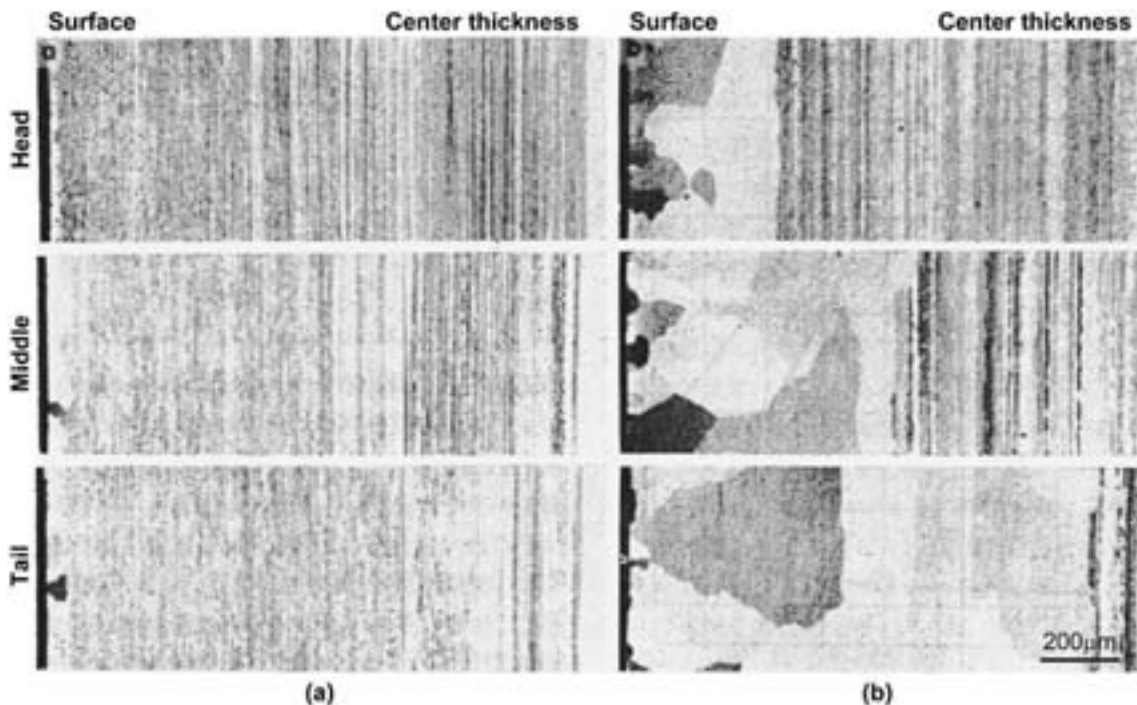 Surface Center thickness Surface Center thickness
Head
Middle
Tail
200μm
(a) (b)